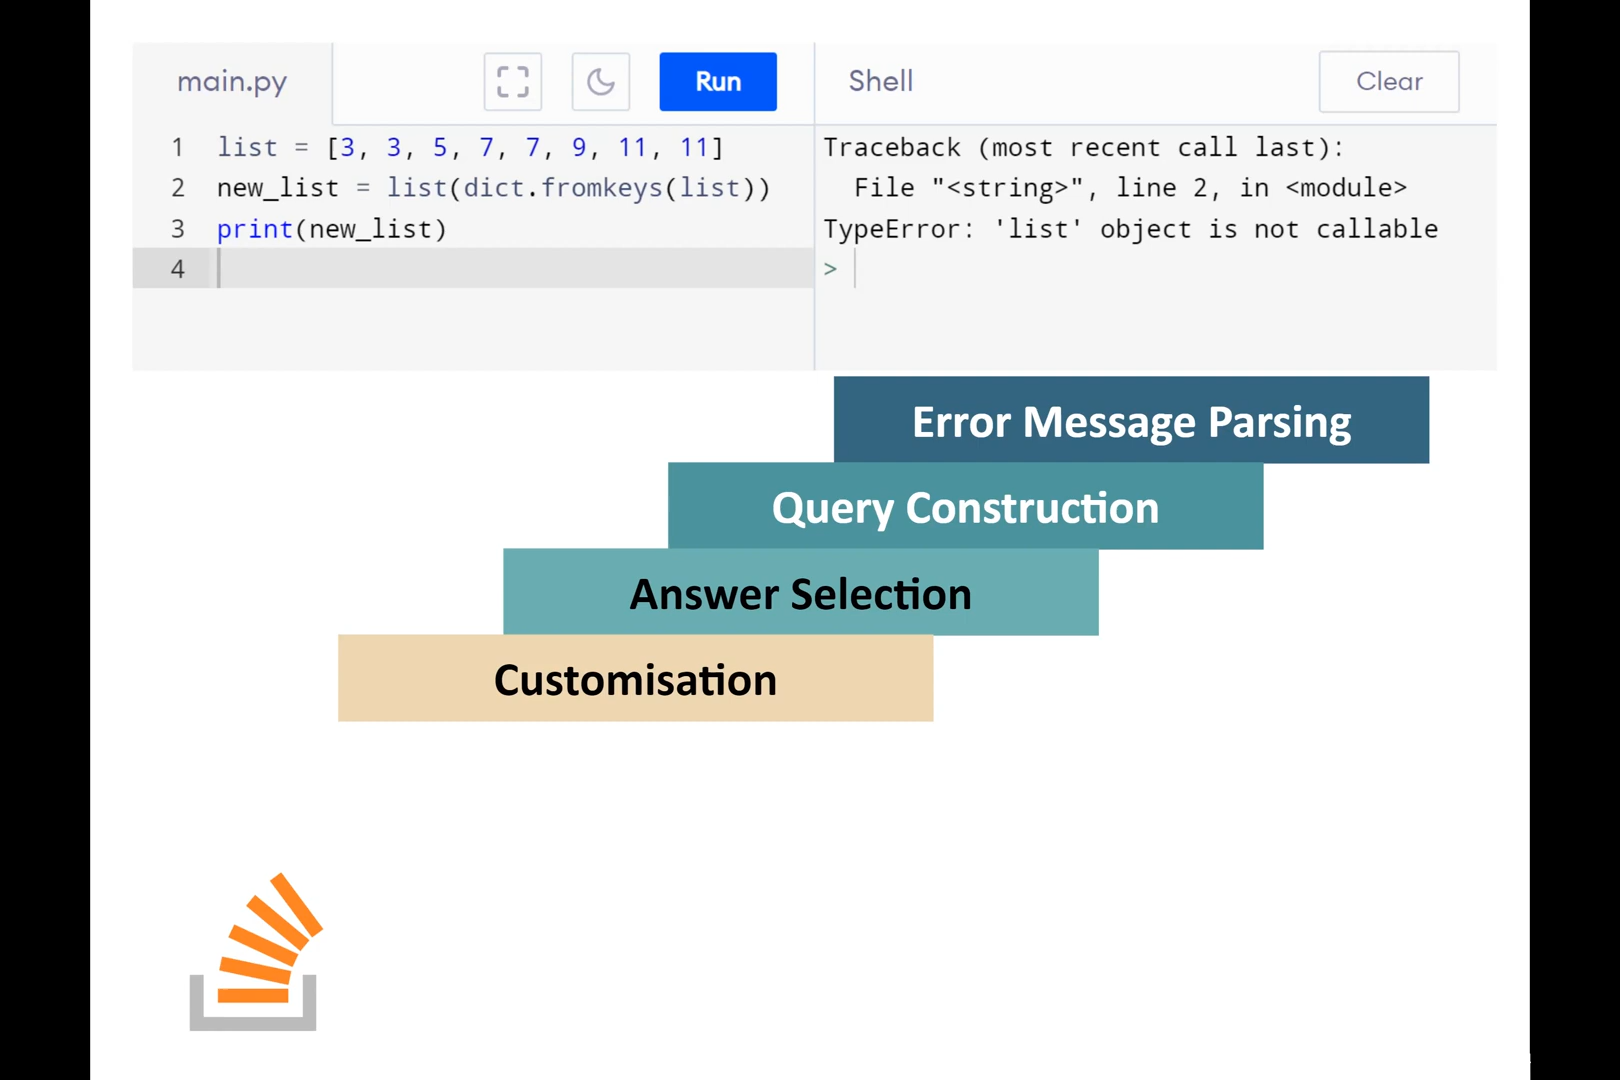 main.py
Run
Shell
Clear
1 list = [3, 3, 5, 7, 7, 9, 11, 11]
2 new_list = list(dict.fromkeys(list))
3 print(new_list)
4
Traceback (most recent call last):
File "<string>", line 2, in <module>
TypeError: 'list' object is not callable
>
Error Message Parsing
Query Construction
Answer Selection
Customisation